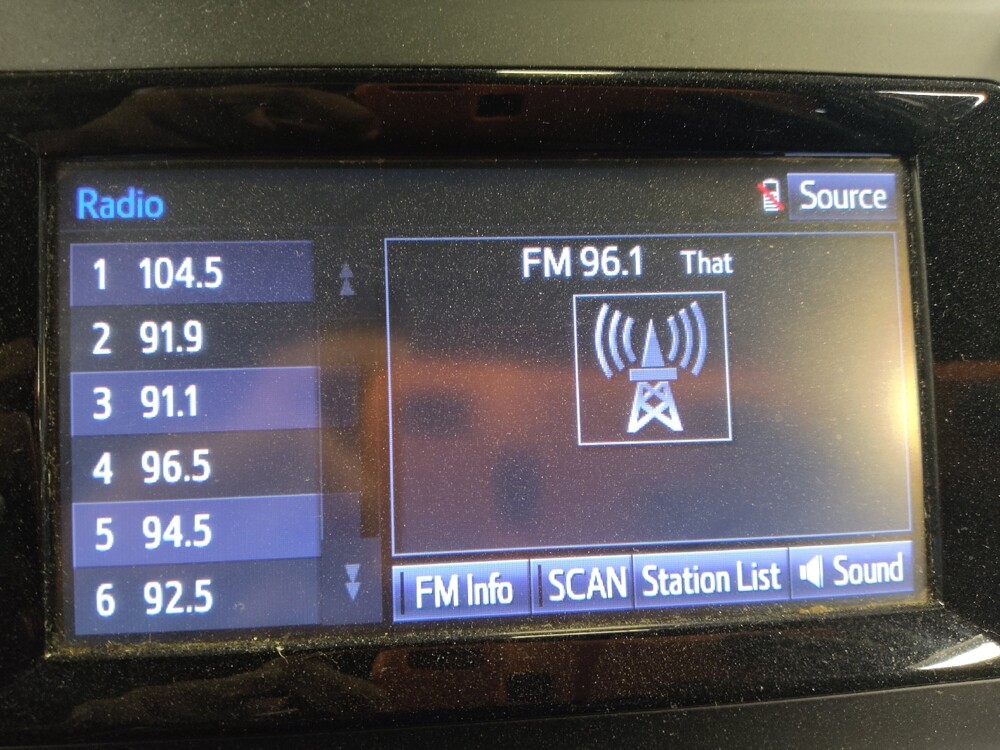 Radio
Source
1 104.5
2 91.9
3 91.1
4 96.5
5 94.5
6 92.5
FM 96.1 That
FM Info
SCAN
Station List
Sound